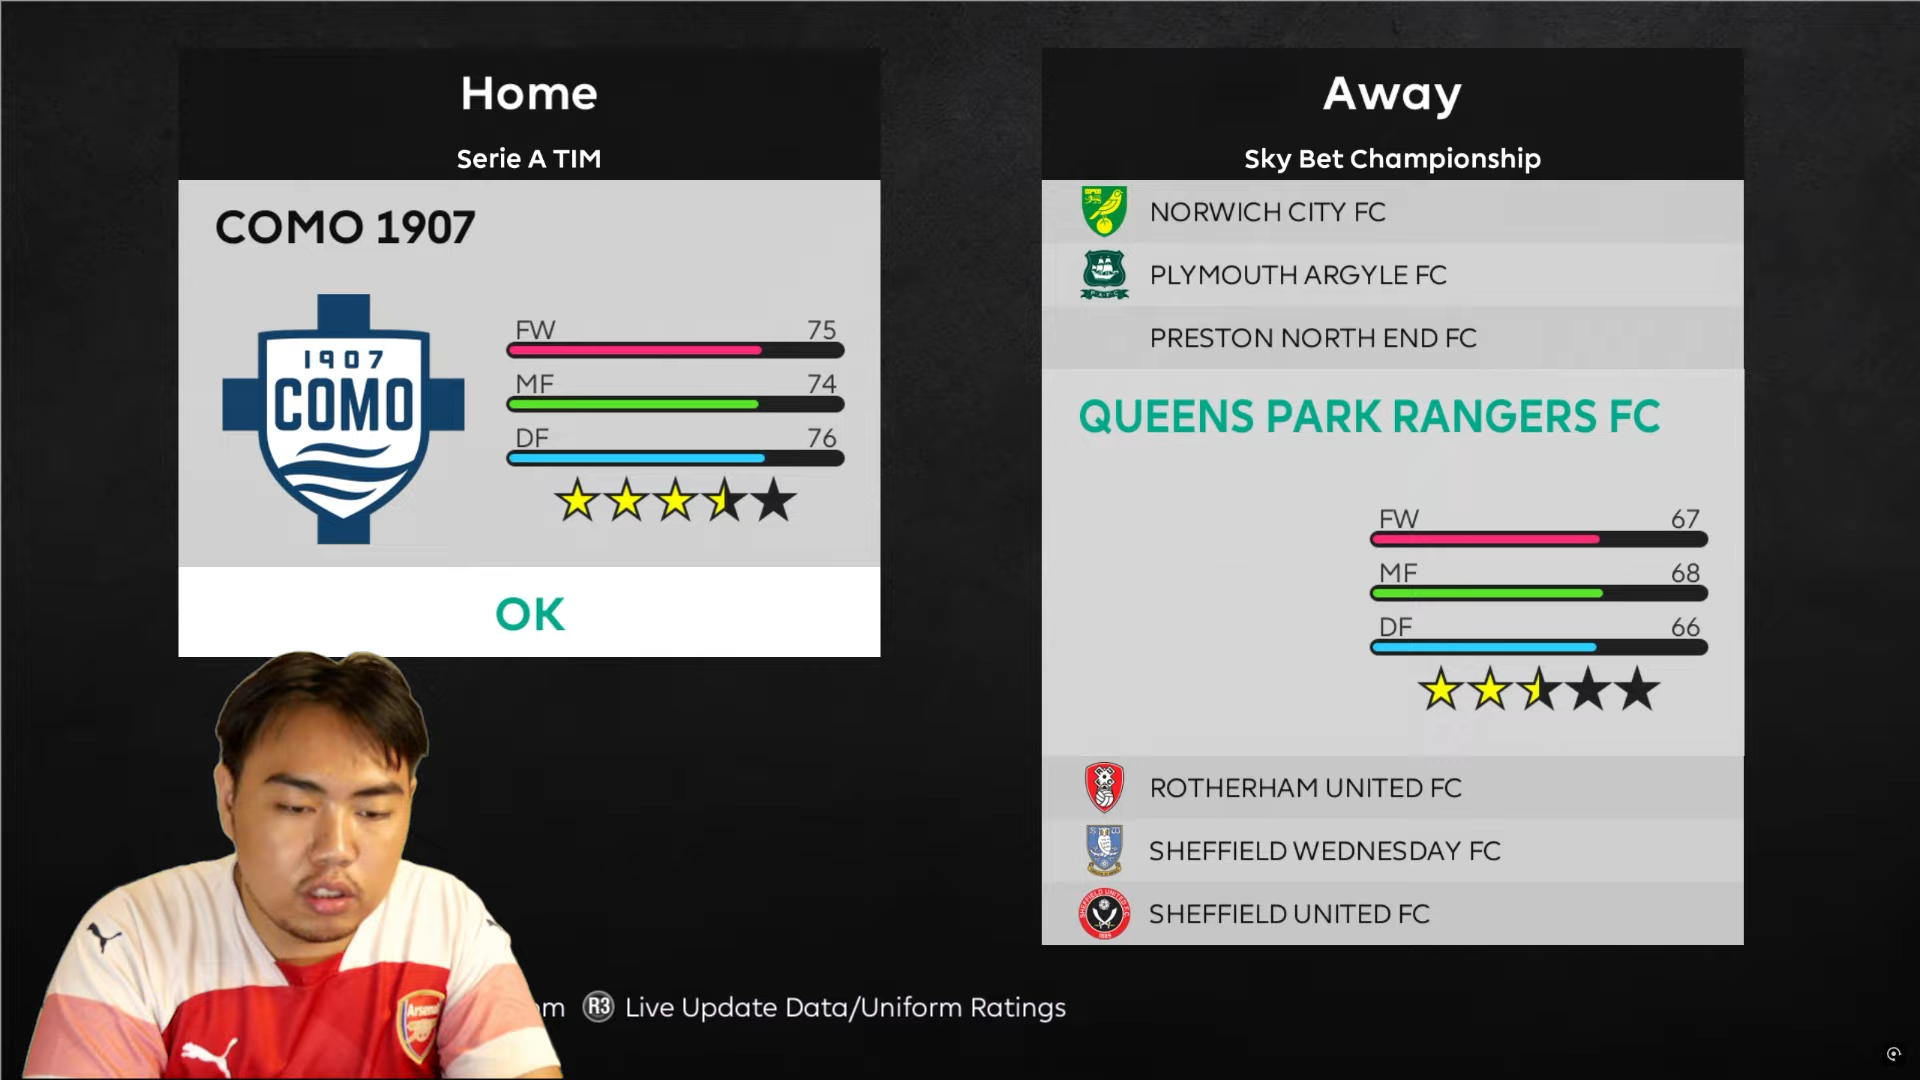 Home
Serie A TIM
COMO 1907
1907
COMO
FW 75
MF 74
DF 76
OK
Away
Sky Bet Championship
NORWICH CITY FC
PLYMOUTH ARGYLE FC
PRESTON NORTH END FC
QUEENS PARK RANGERS FC
FW 67
MF 68
DF 66
ROTHERHAM UNITED FC
SHEFFIELD WEDNESDAY FC
SHEFFIELD UNITED FC
R3 Live Update Data/Uniform Ratings
Arsenal